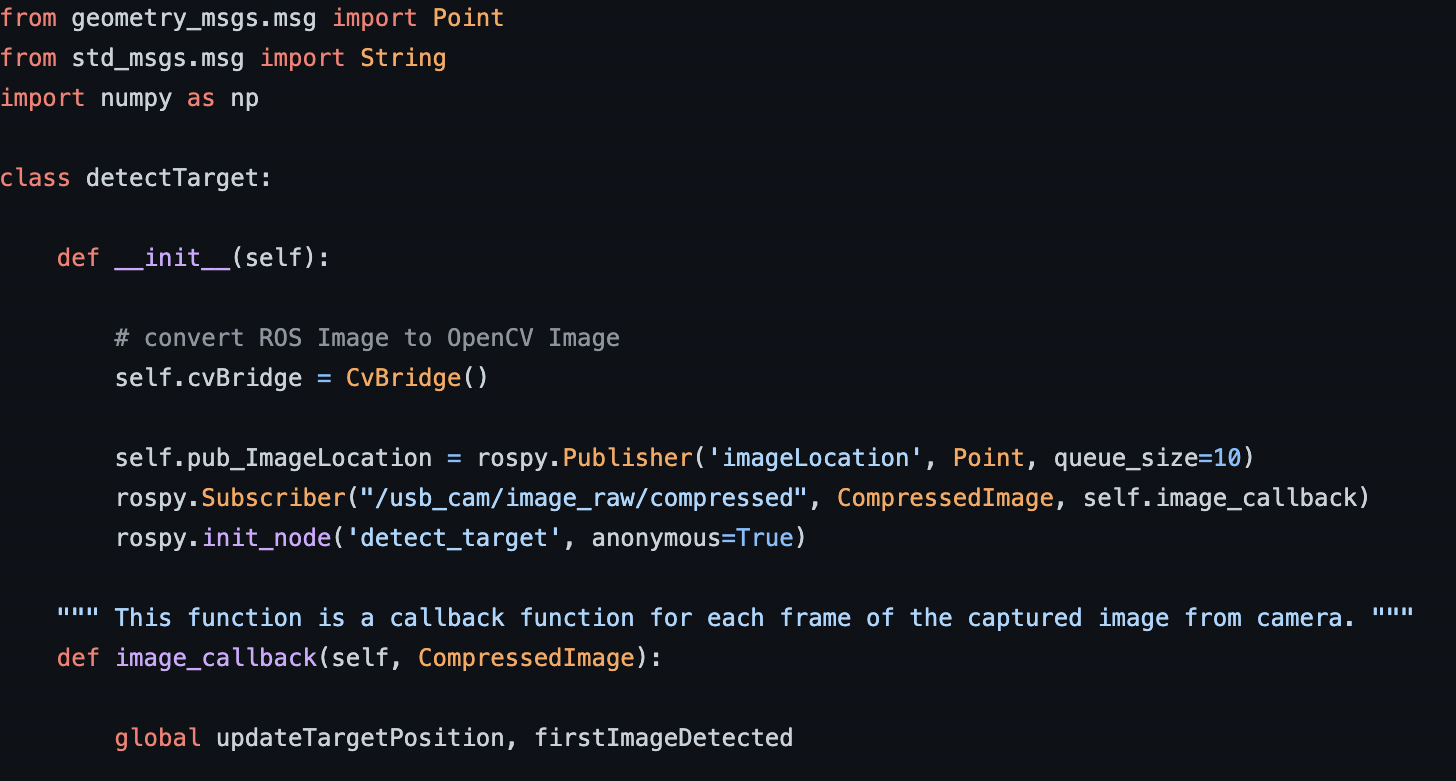 from geometry_msgs.msg import Point
from std_msgs.msg import String
import numpy as np
class detectTarget:
def __init__(self):
# convert ROS Image to OpenCV Image
self.cvBridge = CvBridge()
self.pub_ImageLocation = rospy.Publisher('imageLocation', Point, queue_size=10)
rospy.Subscriber("/usb_cam/image_raw/compressed", CompressedImage, self.image_callback)
rospy.init_node('detect_target', anonymous=True)
""" This function is a callback function for each frame of the captured image from camera. """
def image_callback(self, CompressedImage):
global updateTargetPosition, firstImageDetected